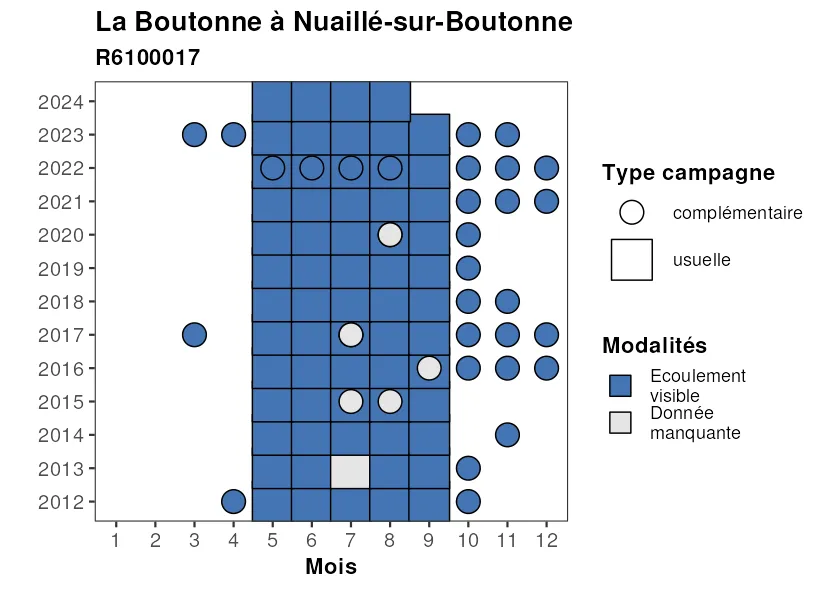 La Boutonne à Nuaillé-sur-Boutonne
R6100017
2024
2023
2022
2021
2020
2019
2018
2017
2016
2015
2014
2013
2012
1 2 3 4 5 6 7 8 9 10 11 12
Mois
Type campagne
complémentaire
usuelle
Modalités
Ecoulement
visible
Donnée
manquante